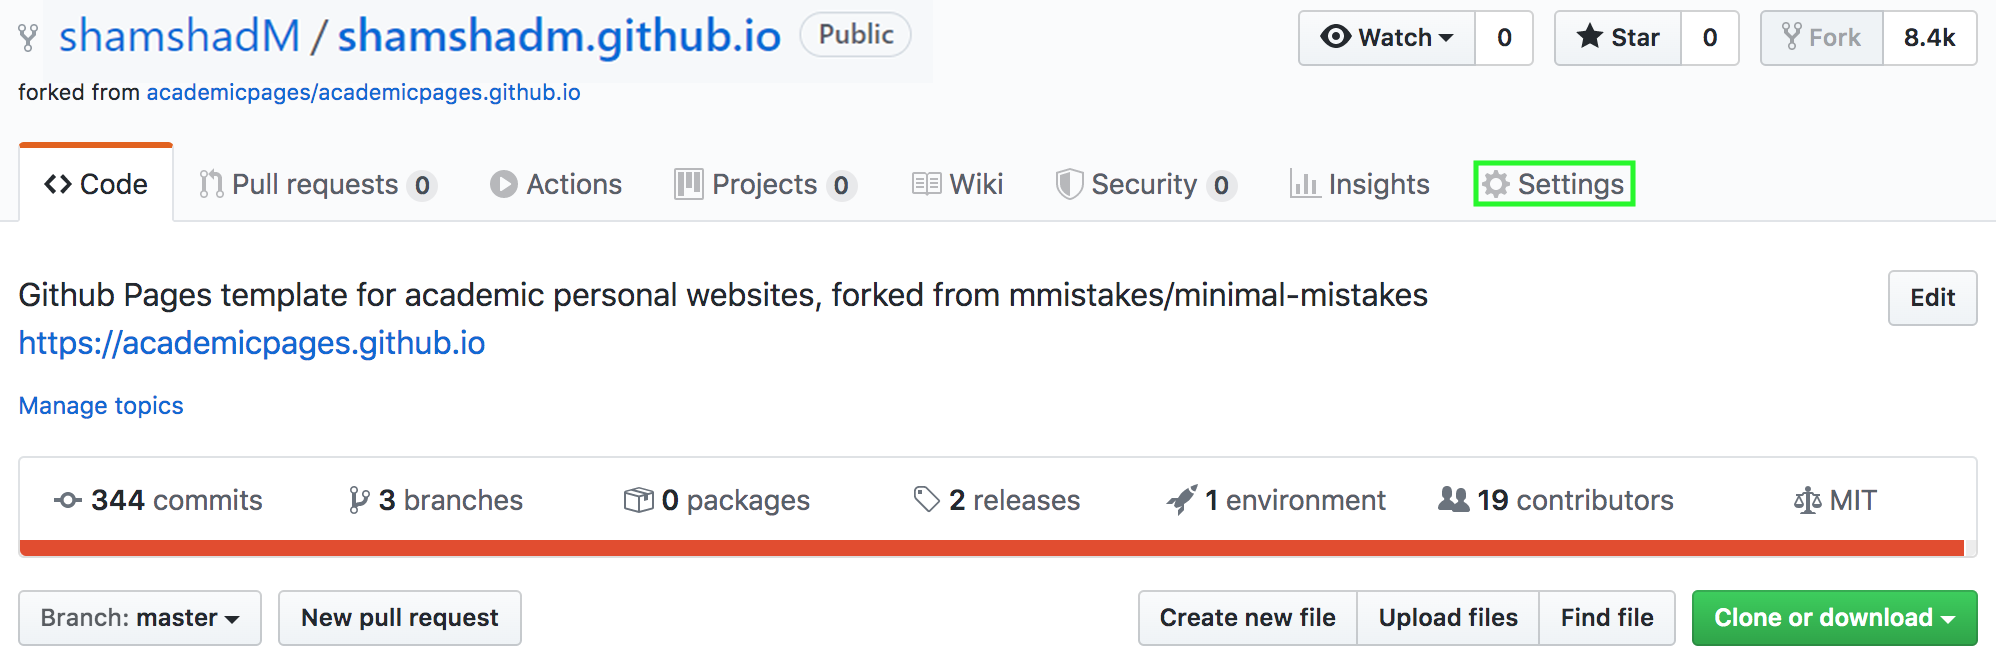 shamshadM / shamshadm.github.io Public Watch 0 Star 0 Fork 8.4k
forked from academicpages/academicpages.github.io
Code Pull requests 0 Actions Projects 0 Wiki Security 0 Insights Settings
Github Pages template for academic personal websites, forked from mmistakes/minimal-mistakes Edit
https://academicpages.github.io
Manage topics
344 commits 3 branches 0 packages 2 releases 1 environment 19 contributors MIT
Branch: master New pull request Create new file Upload files Find file Clone or download